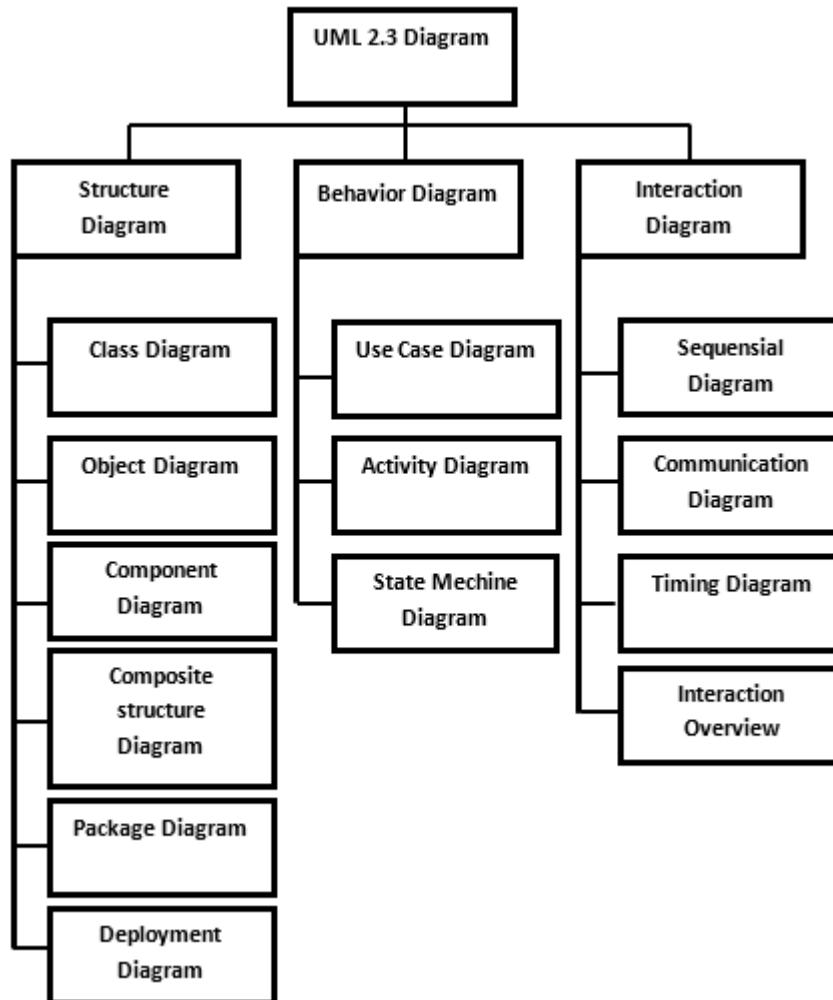 UML 2.3 Diagram
Structure
Diagram
Behavior Diagram
Interaction
Diagram
Class Diagram
Object Diagram
Component
Diagram
Composite
structure
Diagram
Package Diagram
Deployment
Diagram
Use Case Diagram
Activity Diagram
State Mechine
Diagram
Sequensial
Diagram
Communication
Diagram
Timing Diagram
Interaction
Overview